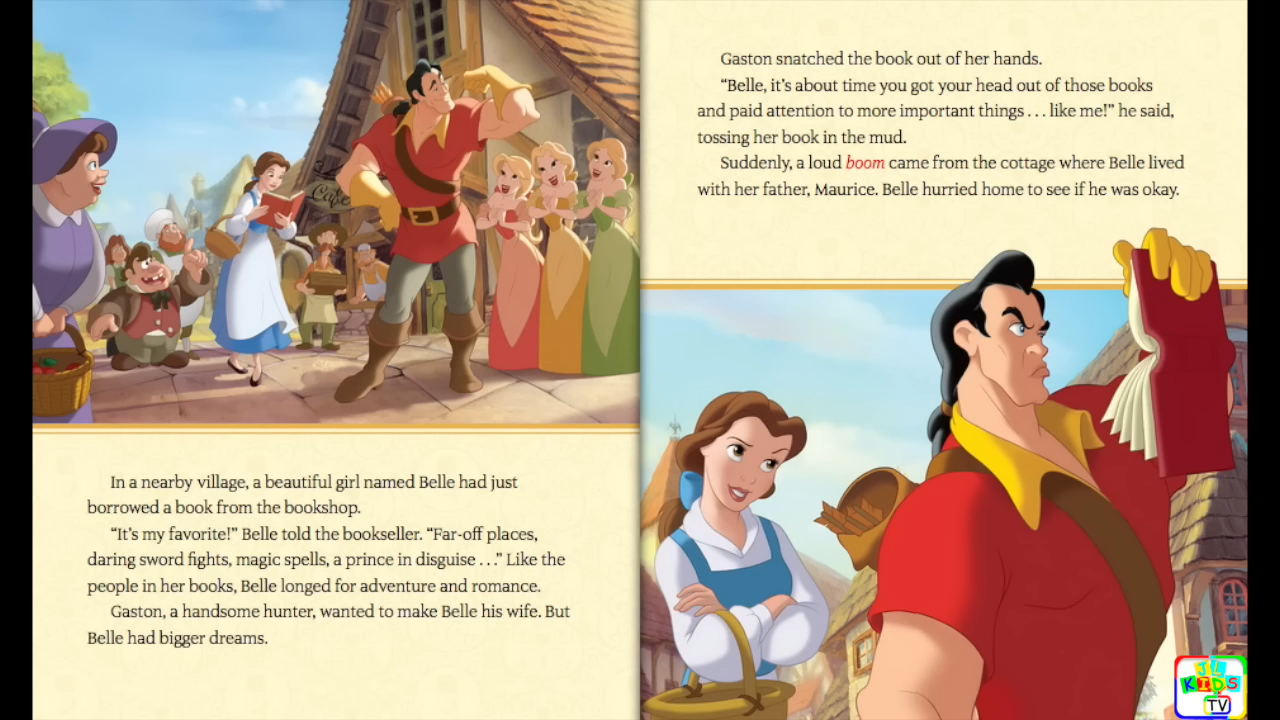 Café
In a nearby village, a beautiful girl named Belle had just
borrowed a book from the bookshop.
“It’s my favorite!” Belle told the bookseller. “Far-off places,
daring sword fights, magic spells, a prince in disguise . . .” Like the
people in her books, Belle longed for adventure and romance.
Gaston, a handsome hunter, wanted to make Belle his wife. But
Belle had bigger dreams.
Gaston snatched the book out of her hands.
“Belle, it’s about time you got your head out of those books
and paid attention to more important things . . . like me!” he said,
tossing her book in the mud.
Suddenly, a loud boom came from the cottage where Belle lived
with her father, Maurice. Belle hurried home to see if he was okay.
JL
KIDS
TV